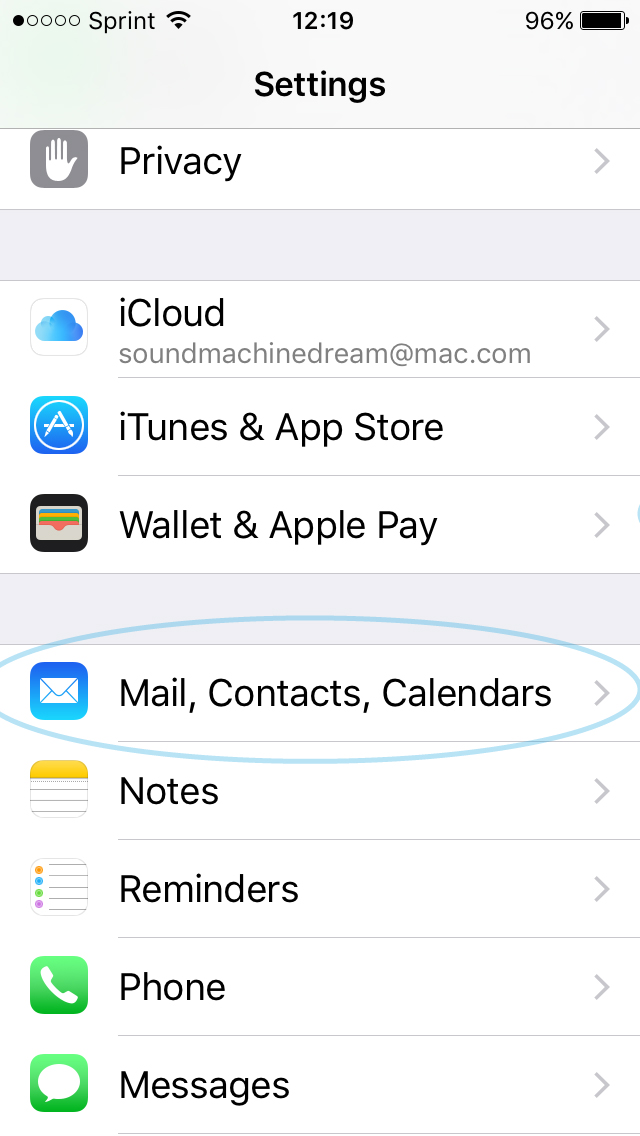 Sprint 12:19 96%
Settings
Privacy
iCloud
soundmachinedream@mac.com
iTunes & App Store
Wallet & Apple Pay
Mail, Contacts, Calendars
Notes
Reminders
Phone
Messages